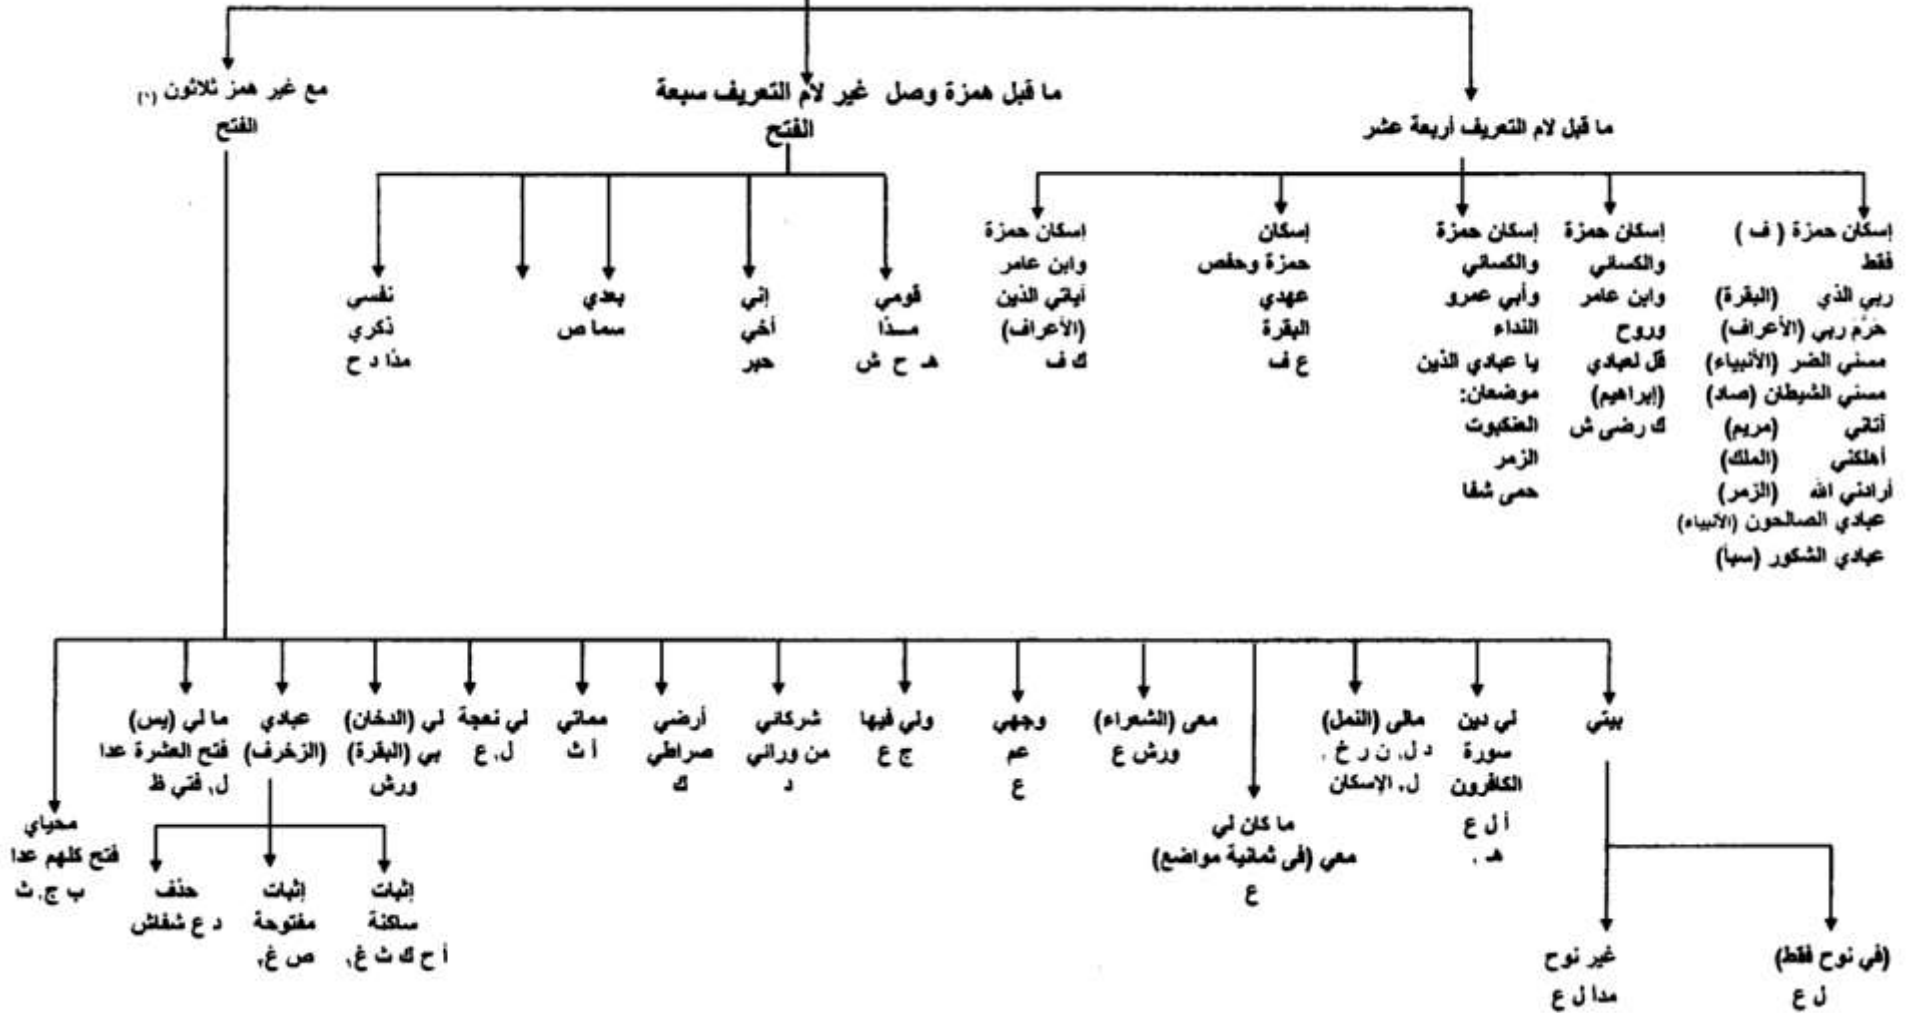 ما قبل لام التعريف أربعة عشر
إسكان حمزة ( ف )
فقط
ربي الذي (البقرة)
حَرَّمَ ربي (الأعراف)
مسني الضر (الأنبياء)
مسني الشيطان (صاد)
أتاني (مريم)
أهلكني (الملك)
أرادني الله (الزمر)
عبادي الصالحون (الأنبياء)
عبادي الشكور (سبأ)
إسكان حمزة
والكسائي
وابن عامر
وروح
قل لعبادي
(إبراهيم)
ك رضى ش
إسكان حمزة
والكسائي
وأبي عمرو
النداء
يا عبادي الذين
موضعان:
العنكبوت
الزمر
حمى شفا
إسكان
حمزة وحفص
عهدي
البقرة
ع ف
إسكان حمزة
وابن عامر
آياتي الذين
(الأعراف)
ك ف
ما قبل همزة وصل غير لام التعريف سبعة
الفتح
قومي
مـــذا
هـ ح ش
إني
أخي
حبر
بعدي
سما ص
نفسي
ذكري
مذا د ح
مع غير همز ثلاثون (١)
الفتح
بيتي
(في نوح فقط)
ل ع
غير نوح
مدا ل ع
لي دين
سورة
الكافرون
أ ل ع
هـ ،
مالي (النمل)
د ل، ن ر خ ،
ل، الإسكان
ما كان لي
معي (في ثمانية مواضع)
ع
معي (الشعراء)
ورش ع
وجهي
عم
ع
ولي فيها
ج ع
شركائي
من ورائي
د
أرضي
صراطي
ك
مماتي
أ ث
لي نعجة
ل، ع
لي (الدخان)
بي (البقرة)
ورش
عبادي
(الزخرف)
إثبات
ساكنة
أ ح ك ث غ،
إثبات
مفتوحة
ص غ،
حذف
د ع شفاش
ما لي (يس)
فتح العشرة عدا
ل، فتي ظ
محياي
فتح كلهم عدا
ب ج، ث